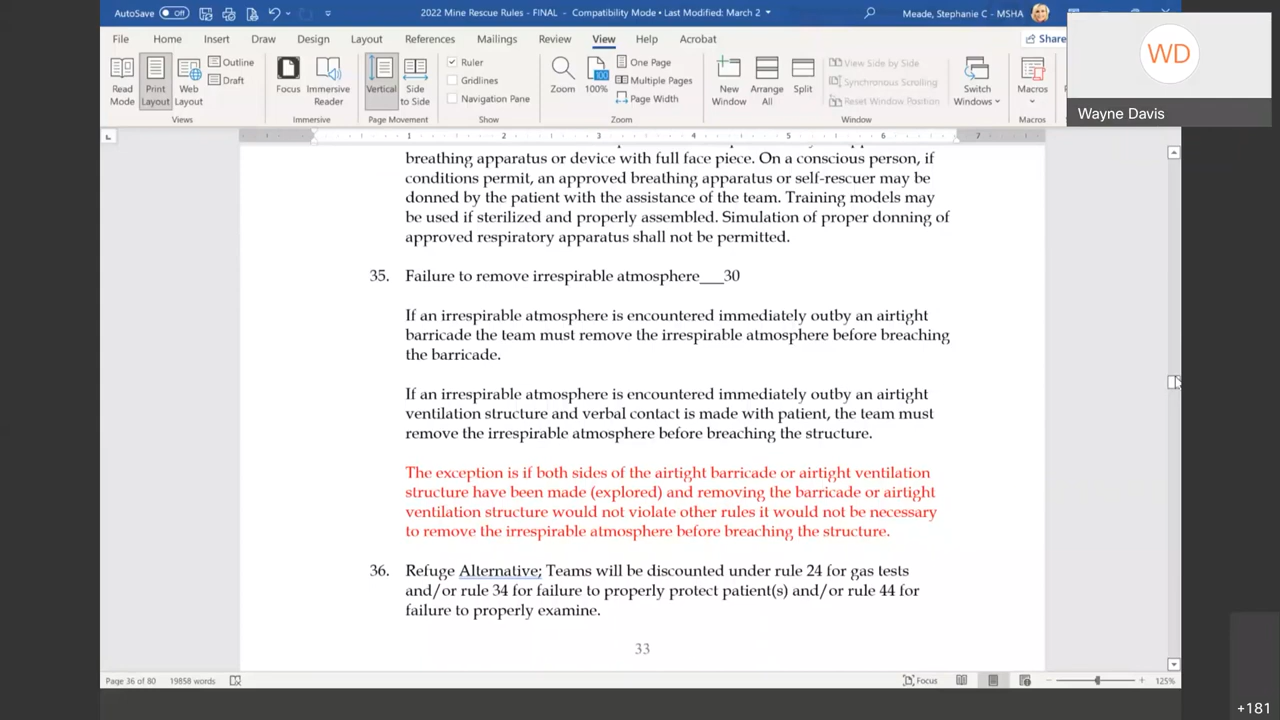 AutoSave Off 2022 Mine Rescue Rules - FINAL - Compatibility Mode • Last Modified: March 2 Meade, Stephanie C - MSHA
File Home Insert Draw Design Layout References Mailings Review View Help Acrobat Share
Read Mode
Print Layout
Web Layout
Outline
Draft
Views
Focus
Immersive Reader
Immersive
Vertical
Side to Side
Page Movement
Ruler
Gridlines
Navigation Pane
Show
Zoom
100
100%
One Page
Multiple Pages
Page Width
Zoom
New Window
Arrange All
Split
View Side by Side
Synchronous Scrolling
Reset Window Position
Window
Switch Windows
Macros
Macros
WD
Wayne Davis
1 2 3 4 5 6 7
breathing apparatus or device with full face piece. On a conscious person, if
conditions permit, an approved breathing apparatus or self-rescuer may be
donned by the patient with the assistance of the team. Training models may
be used if sterilized and properly assembled. Simulation of proper donning of
approved respiratory apparatus shall not be permitted.
35. Failure to remove irrespirable atmosphere___30
If an irrespirable atmosphere is encountered immediately outby an airtight
barricade the team must remove the irrespirable atmosphere before breaching
the barricade.
If an irrespirable atmosphere is encountered immediately outby an airtight
ventilation structure and verbal contact is made with patient, the team must
remove the irrespirable atmosphere before breaching the structure.
The exception is if both sides of the airtight barricade or airtight ventilation
structure have been made (explored) and removing the barricade or airtight
ventilation structure would not violate other rules it would not be necessary
to remove the irrespirable atmosphere before breaching the structure.
36. Refuge Alternative; Teams will be discounted under rule 24 for gas tests
and/or rule 34 for failure to properly protect patient(s) and/or rule 44 for
failure to properly examine.
33
Page 36 of 80 19858 words Focus 125%
+181